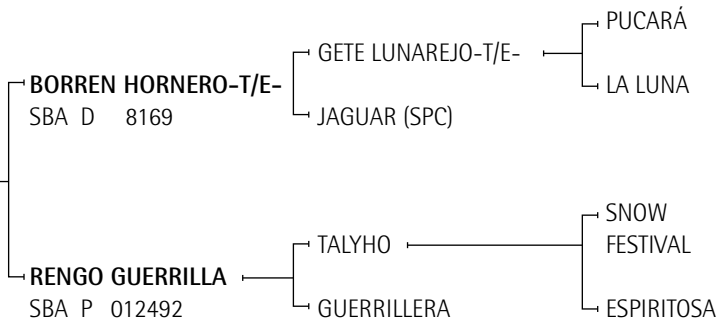 PUCARÁ
GETE LUNAREJO-T/E-
BORREN HORNERO-T/E-
LA LUNA
SBA D 8169
JAGUAR (SPC)
SNOW
TALYHO
FESTIVAL
RENGO GUERRILLA
SBA P 012492
GUERRILLERA
ESPIRITOSA